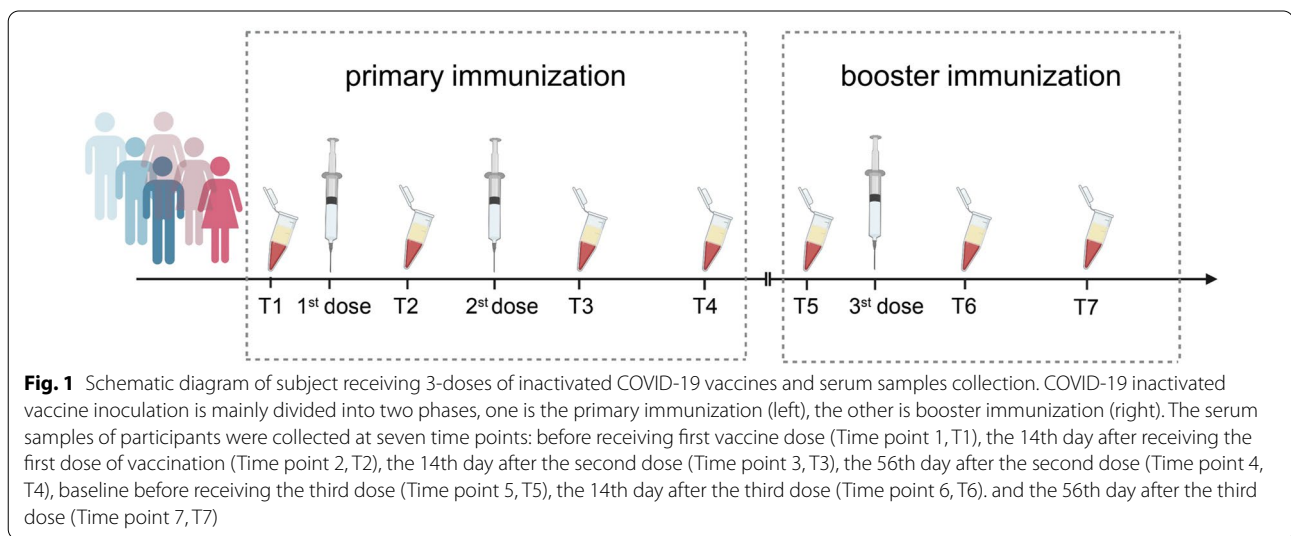 primary immunization
booster immunization
T1 1st dose T2 2st dose T3 T4 T5 3st dose T6 T7
Fig. 1 Schematic diagram of subject receiving 3-doses of inactivated COVID-19 vaccines and serum samples collection. COVID-19 inactivated
vaccine inoculation is mainly divided into two phases, one is the primary immunization (left), the other is booster immunization (right). The serum
samples of participants were collected at seven time points: before receiving first vaccine dose (Time point 1, T1), the 14th day after receiving the
first dose of vaccination (Time point 2, T2), the 14th day after the second dose (Time point 3, T3), the 56th day after the second dose (Time point 4,
T4), baseline before receiving the third dose (Time point 5, T5), the 14th day after the third dose (Time point 6, T6). and the 56th day after the third
dose (Time point 7, T7)